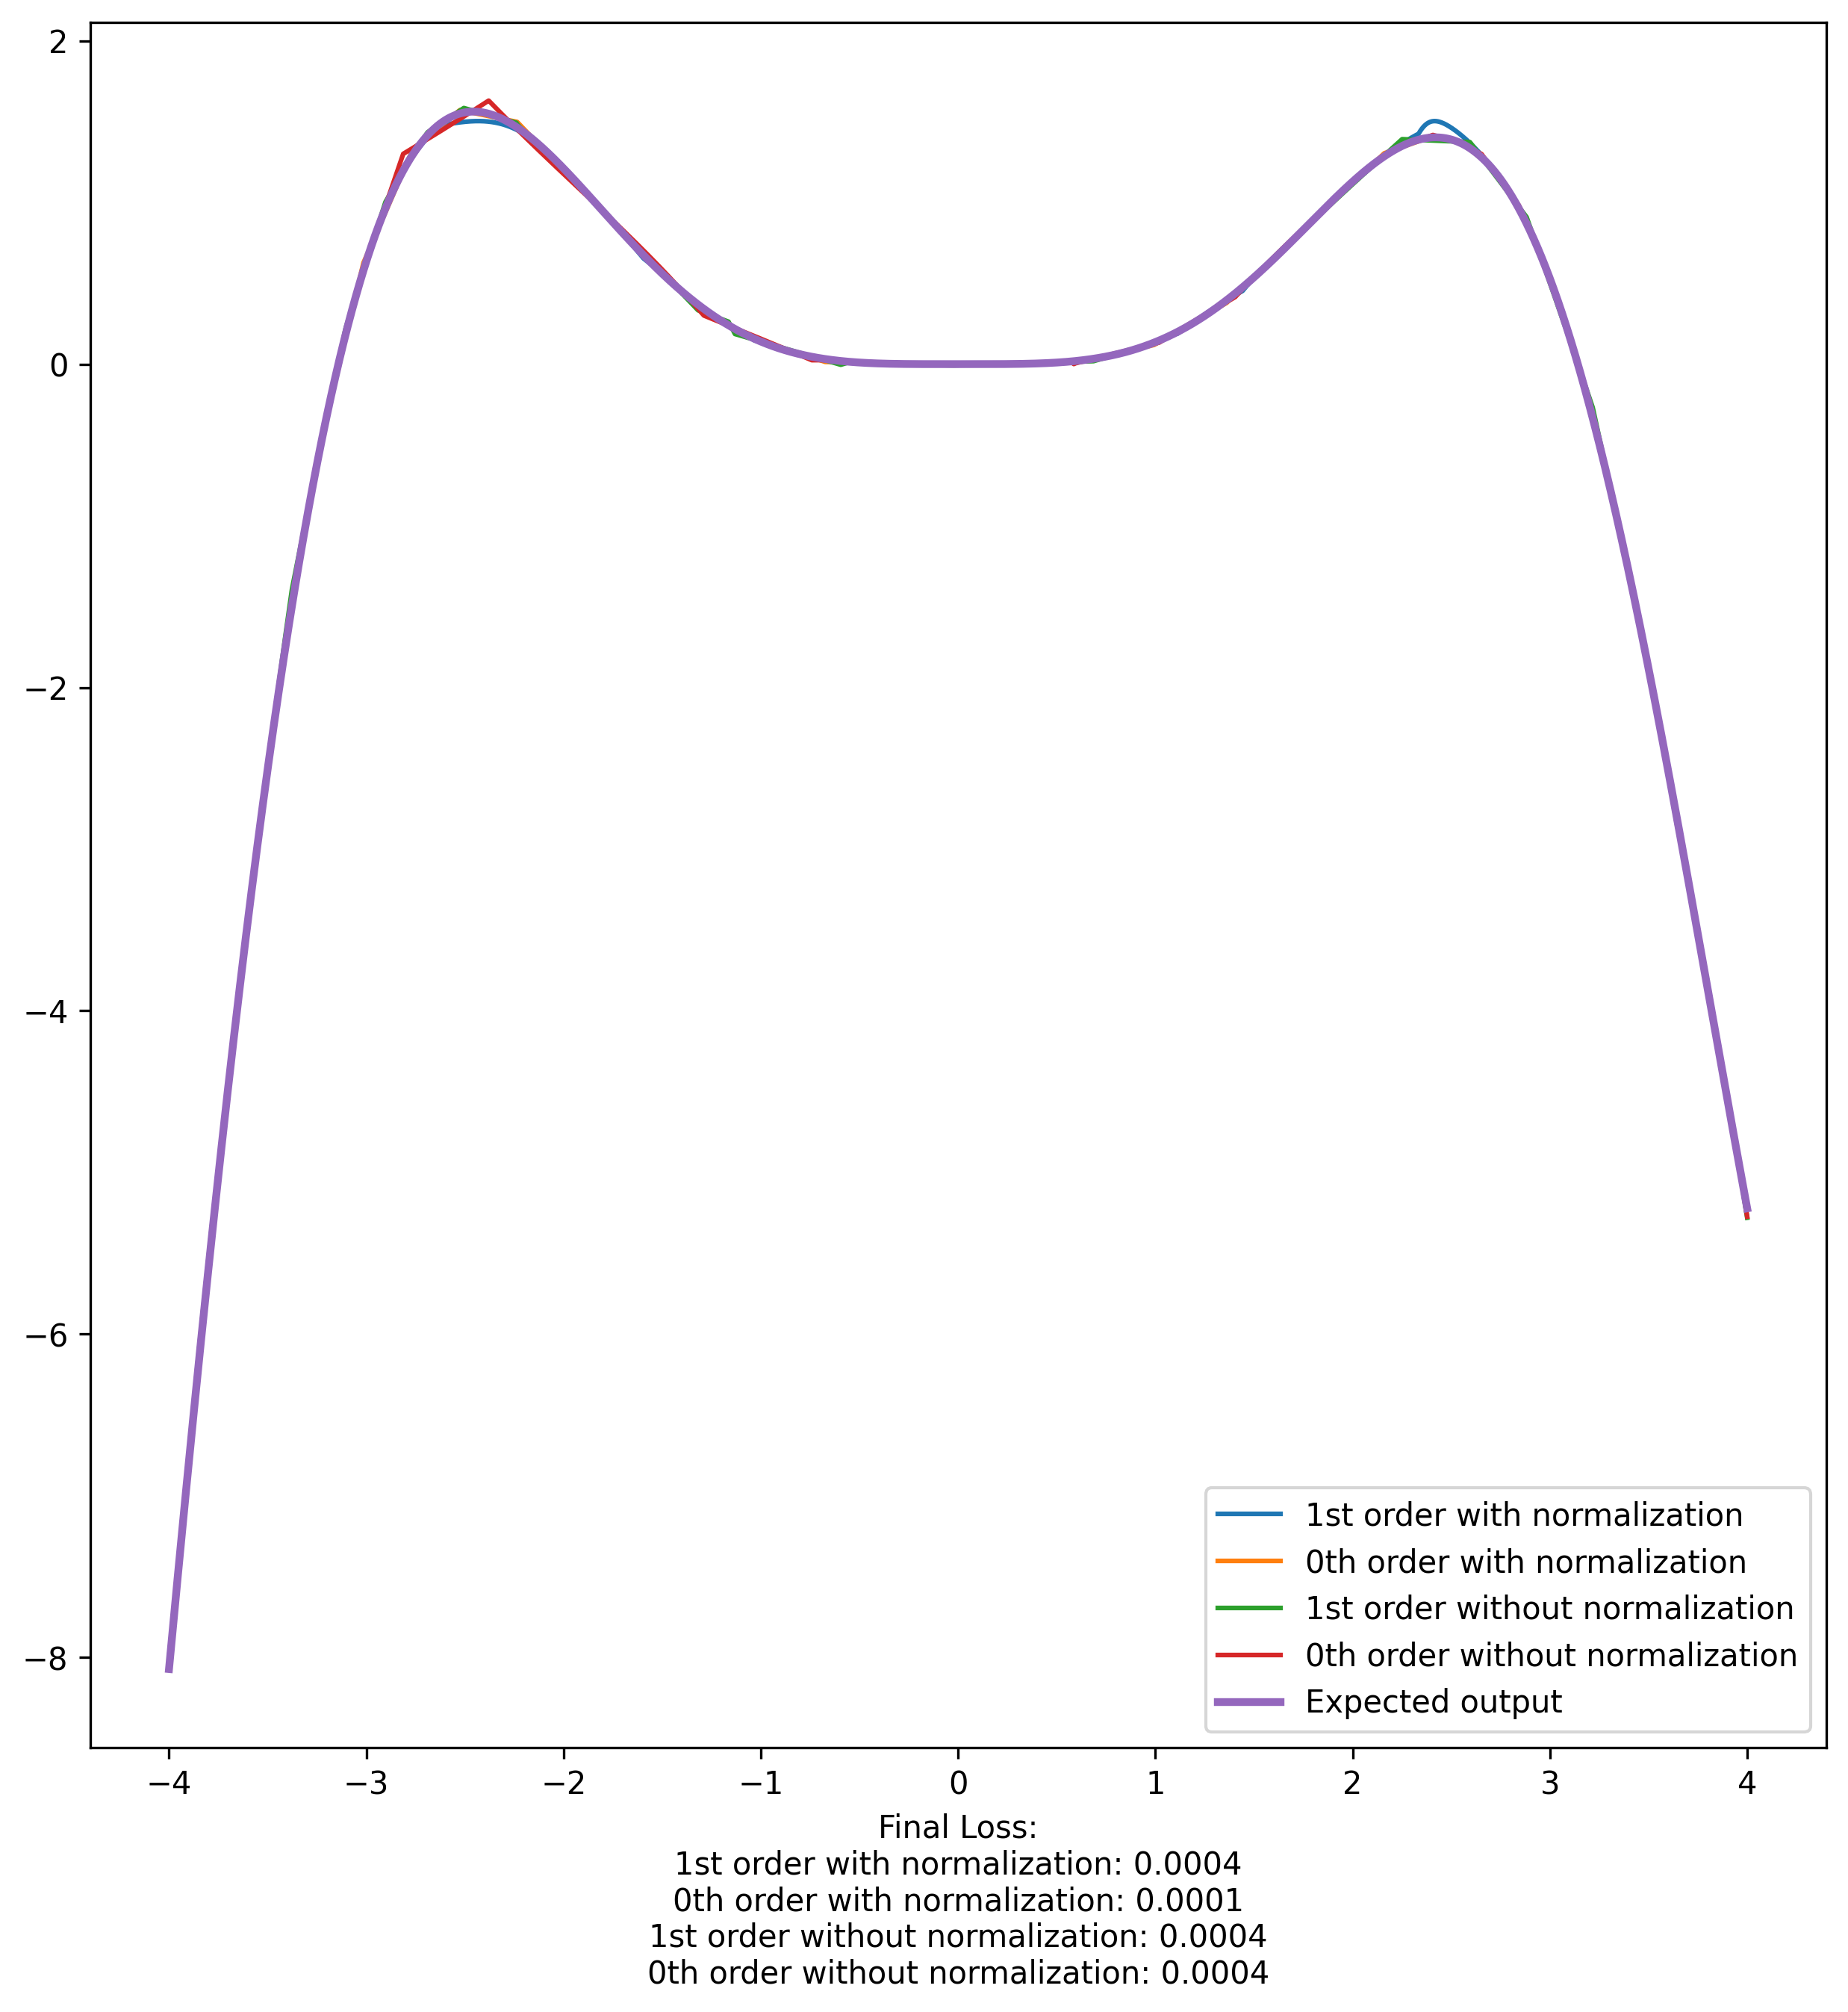 2
0
−2
−4
−6
−8
1st order with normalization
0th order with normalization
1st order without normalization
0th order without normalization
Expected output
−4 −3 −2 −1 0 1 2 3 4
Final Loss:
1st order with normalization: 0.0004
0th order with normalization: 0.0001
1st order without normalization: 0.0004
0th order without normalization: 0.0004